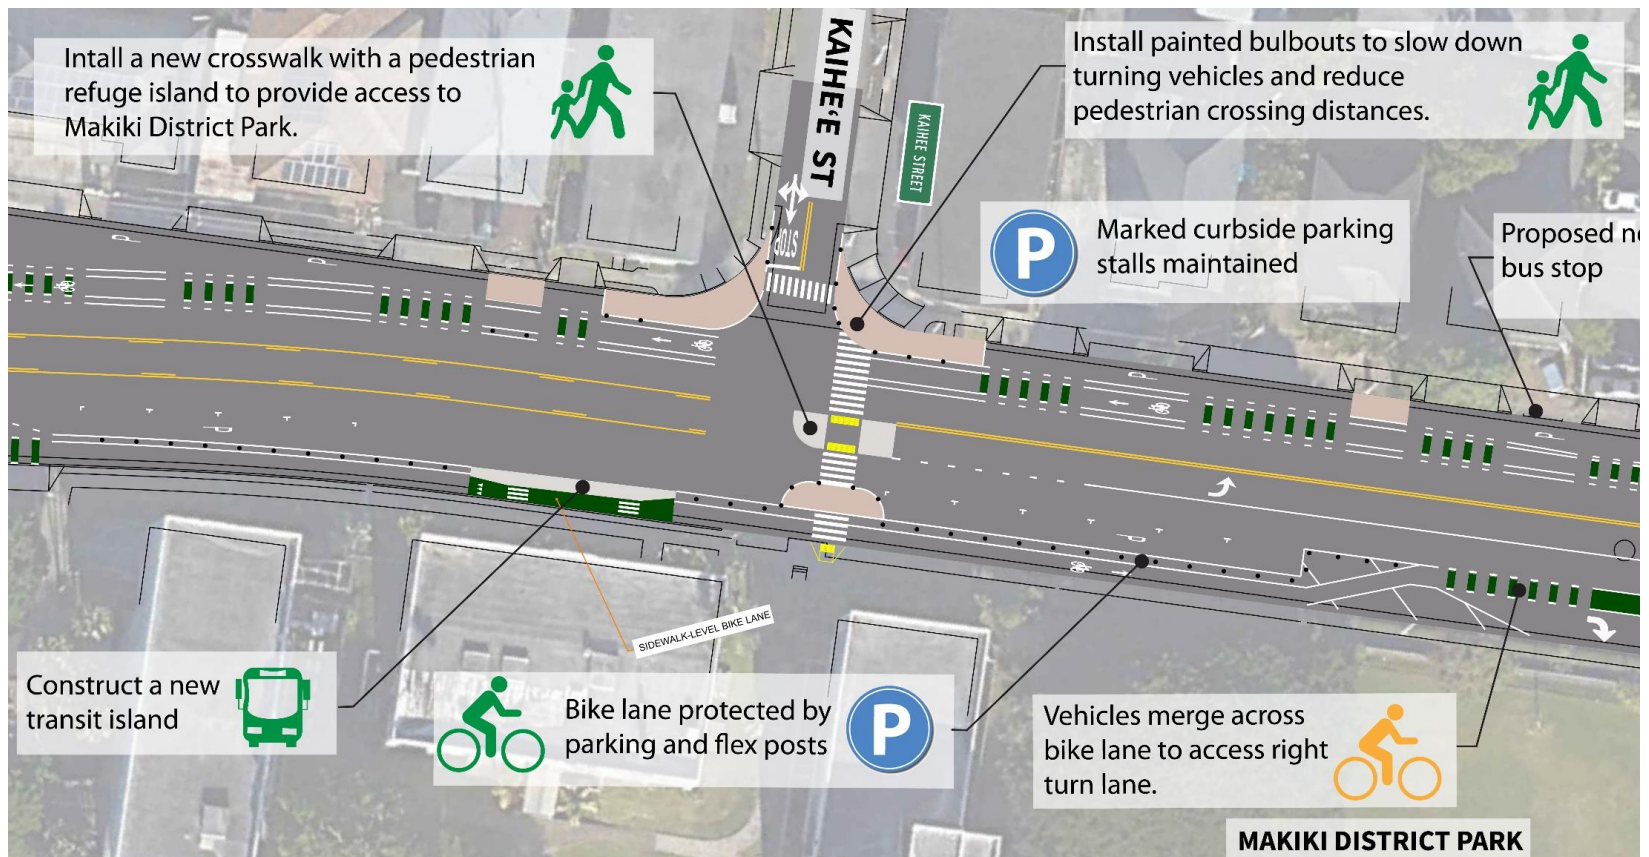 Intall a new crosswalk with a pedestrian
refuge island to provide access to
Makiki District Park.
KAIHE'E ST
KAIHEE STREET
STOP
Install painted bulbouts to slow down
turning vehicles and reduce
pedestrian crossing distances.
P
Marked curbside parking
stalls maintained
Proposed
bus stop
P
P
P
P
P
P
SIDEWALK-LEVEL BIKE LANE
Construct a new
transit island
Bike lane protected by
parking and flex posts
P
Vehicles merge across
bike lane to access right
turn lane.
MAKIKI DISTRICT PARK